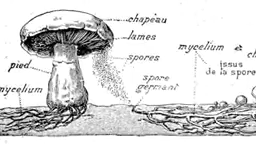 chapeau
lames
spores
pied
mycelium
spore
germant
mycelium
issus
de la spore